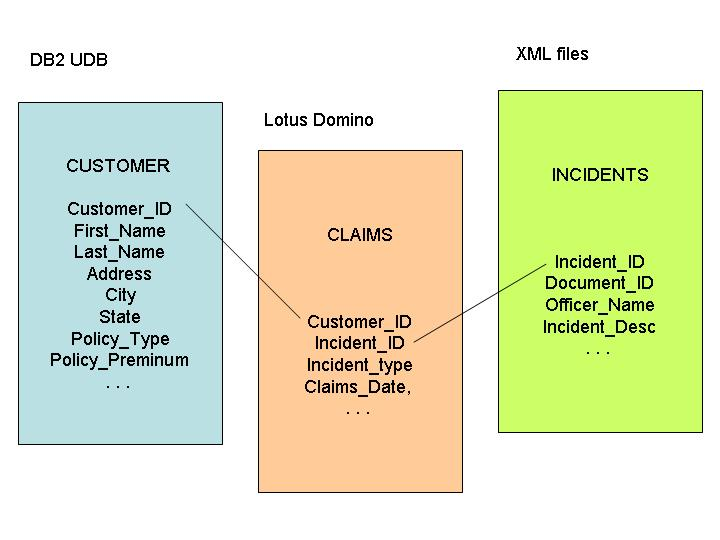 DB2 UDB
CUSTOMER
Customer_ID
First_Name
Last_Name
Address
City
State
Policy_Type
Policy_Preminum
. . .
Lotus Domino
CLAIMS
Customer_ID
Incident_ID
Incident_type
Claims_Date,
. . .
XML files
INCIDENTS
Incident_ID
Document_ID
Officer_Name
Incident_Desc
. . .